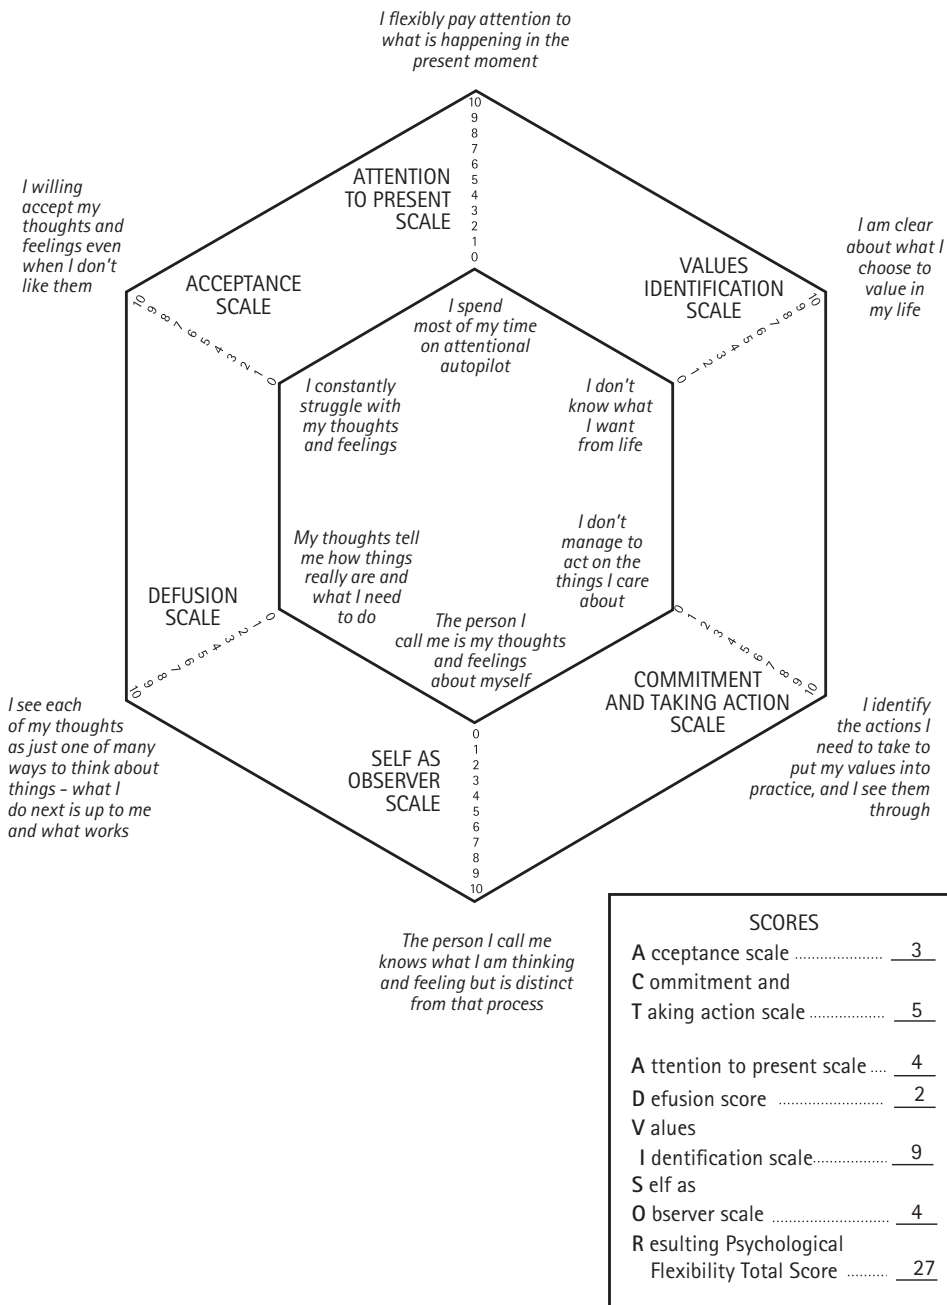 I flexibly pay attention to
what is happening in the
present moment
10
9
8
7
6
5
4
3
2
1
0
ATTENTION
TO PRESENT
SCALE
I willing
accept my
thoughts and
feelings even
when I don't
like them
ACCEPTANCE
SCALE
10 9 8 7 6 5 4 3 2 1 0
VALUES
IDENTIFICATION
SCALE
0 1 2 3 4 5 6 7 8 9 10
I am clear
about what I
choose to
value in
my life
I spend
most of my time
on attentional
autopilot
I constantly
struggle with
my thoughts
and feelings
I don't
know what
I want
from life
My thoughts tell
me how things
really are and
what I need
to do
I don't
manage to
act on the
things I care
about
The person I
call me is my thoughts
and feelings
about myself
DEFUSION
SCALE
10 9 8 7 6 5 4 3 2 1 0
COMMITMENT
AND TAKING ACTION
SCALE
0 1 2 3 4 5 6 7 8 9 10
I see each
of my thoughts
as just one of many
ways to think about
things - what I
do next is up to me
and what works
SELF AS
OBSERVER
SCALE
0
1
2
3
4
5
6
7
8
9
10
I identify
the actions I
need to take to
put my values into
practice, and I see them
through
The person I call me
knows what I am thinking
and feeling but is distinct
from that process
SCORES
A cceptance scale ..................... 3
C ommitment and
T aking action scale .................. 5
A ttention to present scale .... 4
D efusion score ......................... 2
V alues
I dentification scale.................. 9
S elf as
O bserver scale ............................ 4
R esulting Psychological
Flexibility Total Score .......... 27